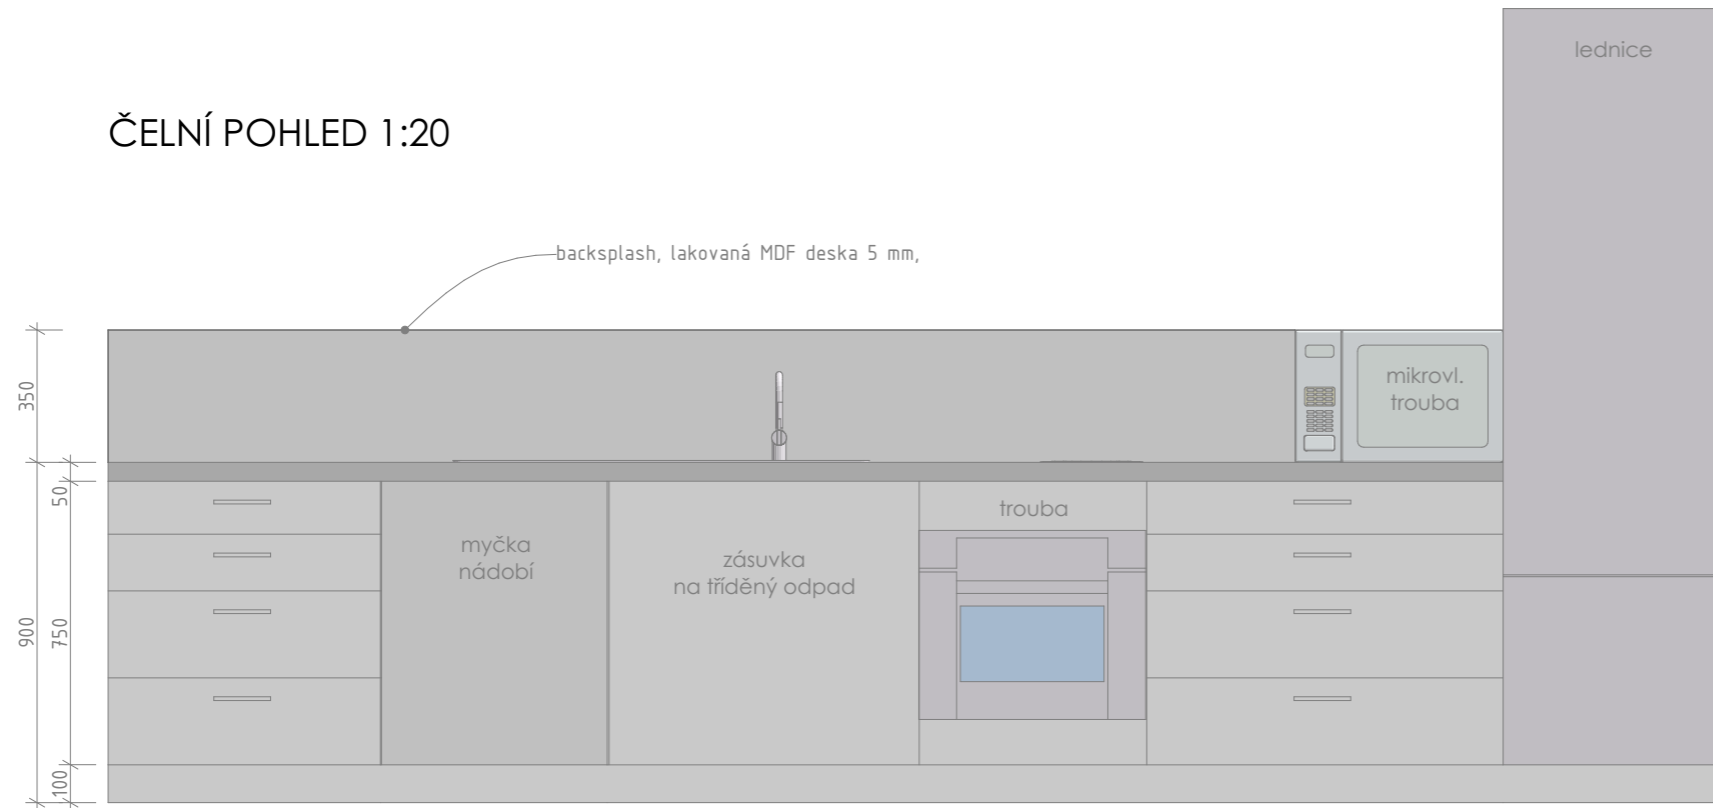 lednice
ČELNÍ POHLED 1:20
backsplash, lakovaná MDF deska 5 mm,
350
mikrovl.
trouba
50
trouba
myčka
nádobí
zásuvka
na tříděný odpad
900
750
100